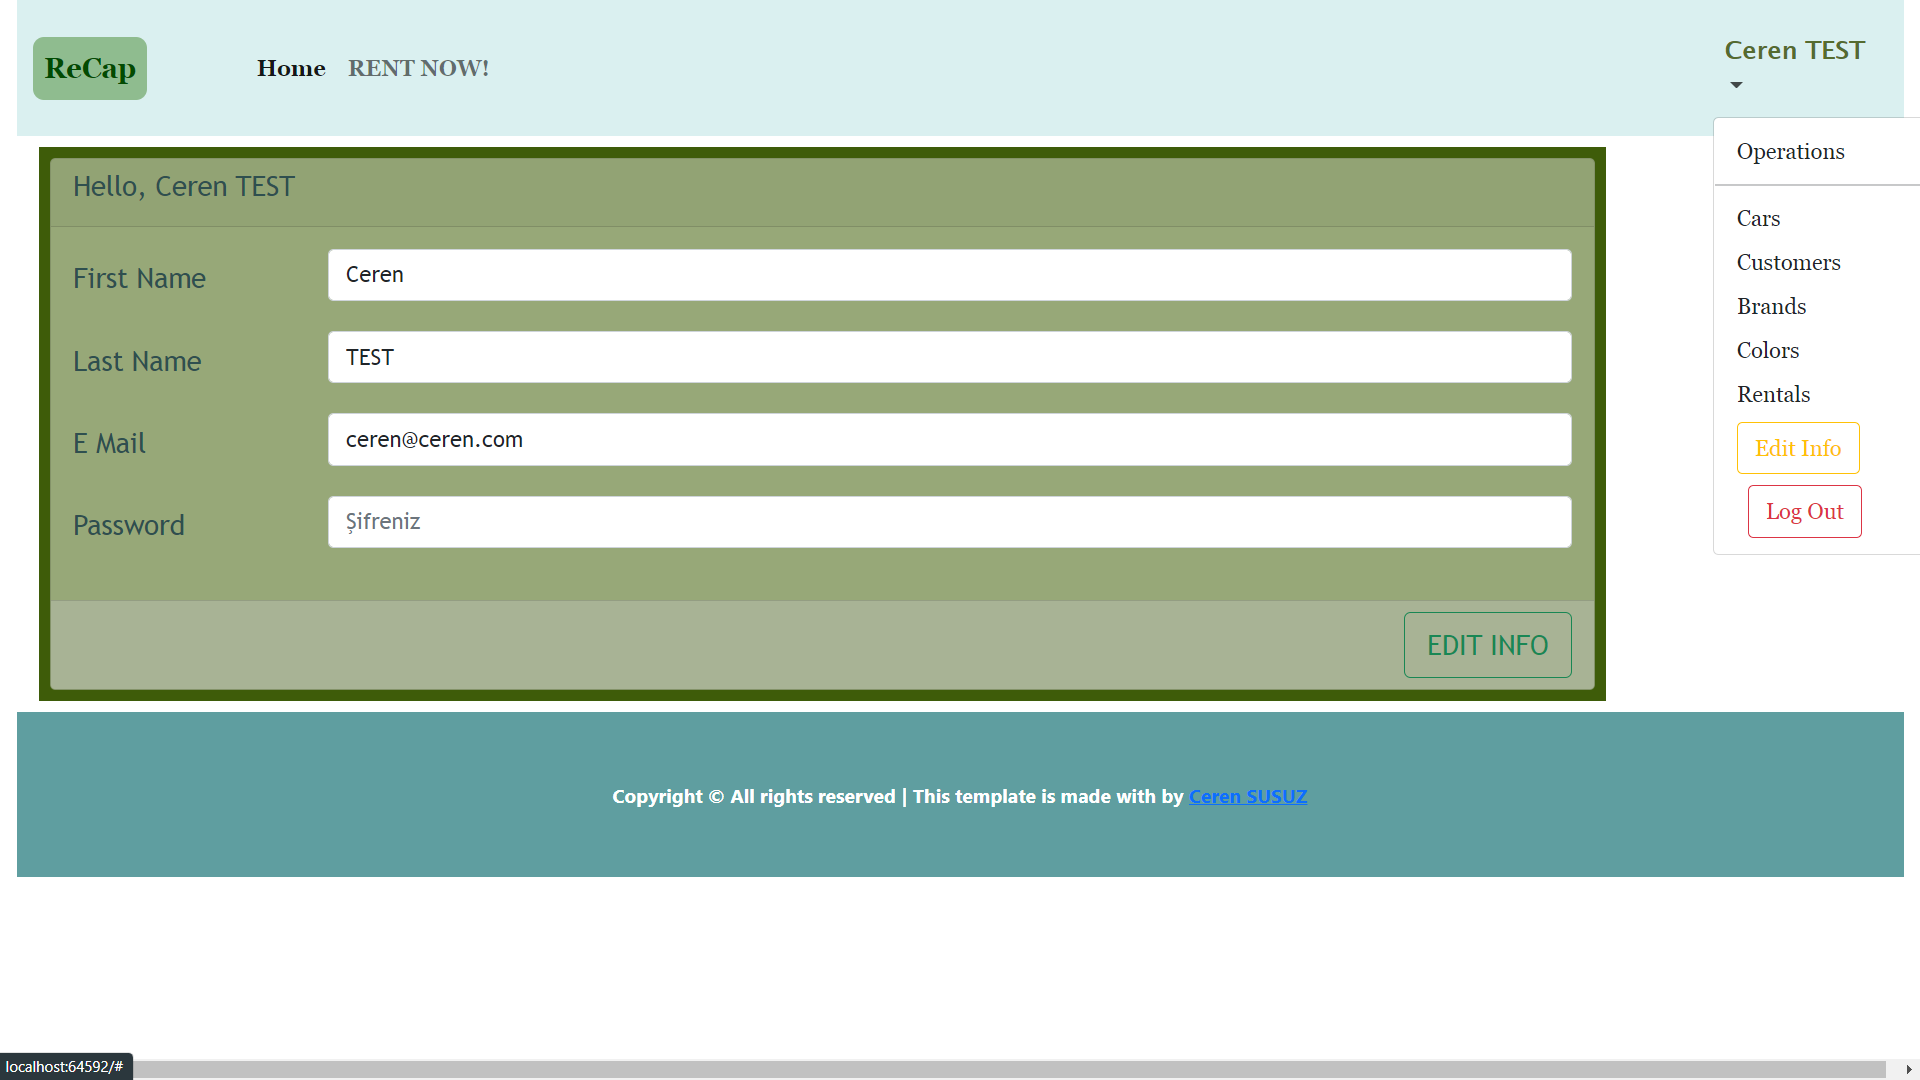 ReCap
Home
RENT NOW!
Ceren TEST
Operations
Cars
Customers
Brands
Colors
Rentals
Edit Info
Log Out
Hello, Ceren TEST
First Name
Ceren
Last Name
TEST
E Mail
ceren@ceren.com
Password
Şifreniz
EDIT INFO
Copyright © All rights reserved | This template is made with by Ceren SUSUZ
localhost:64592/#